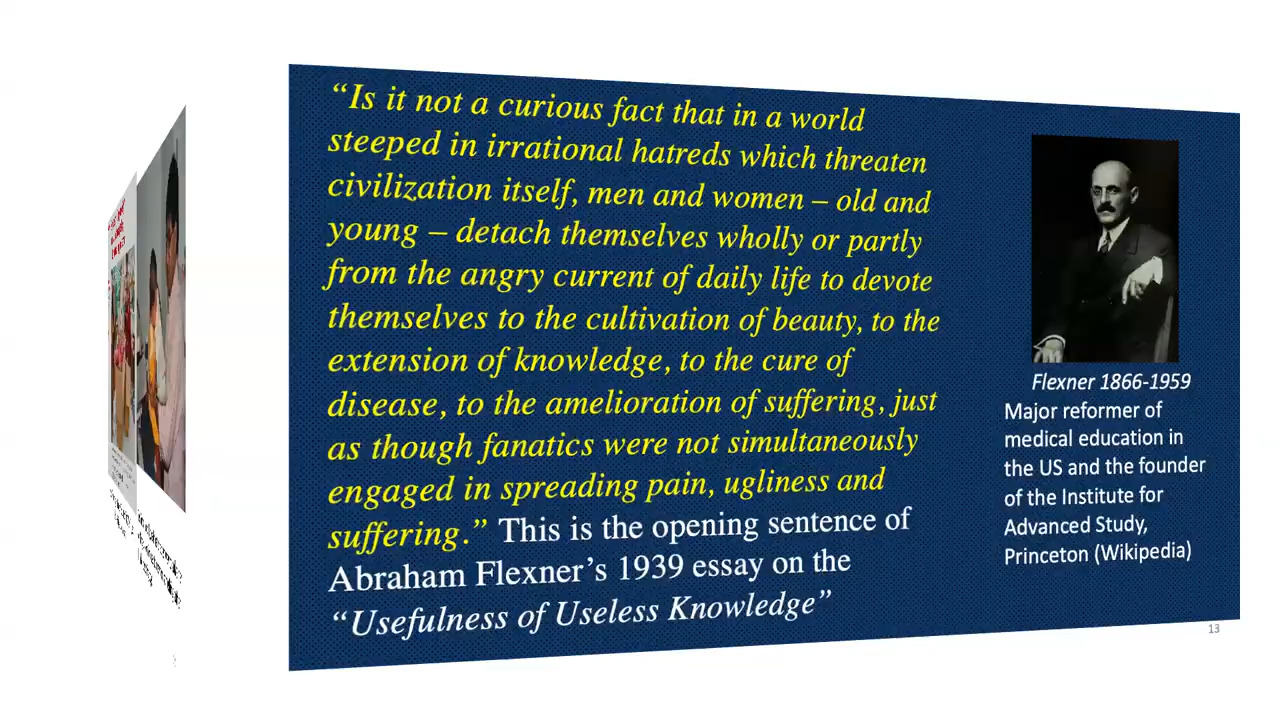 “Is it not a curious fact that in a world
steeped in irrational hatreds which threaten
civilization itself, men and women – old and
young – detach themselves wholly or partly
from the angry current of daily life to devote
themselves to the cultivation of beauty, to the
extension of knowledge, to the cure of
disease, to the amelioration of suffering, just
as though fanatics were not simultaneously
engaged in spreading pain, ugliness and
suffering.” This is the opening sentence of
Abraham Flexner’s 1939 essay on the
“Usefulness of Useless Knowledge”
Flexner 1866-1959
Major reformer of
medical education in
the US and the founder
of the Institute for
Advanced Study,
Princeton (Wikipedia)
13